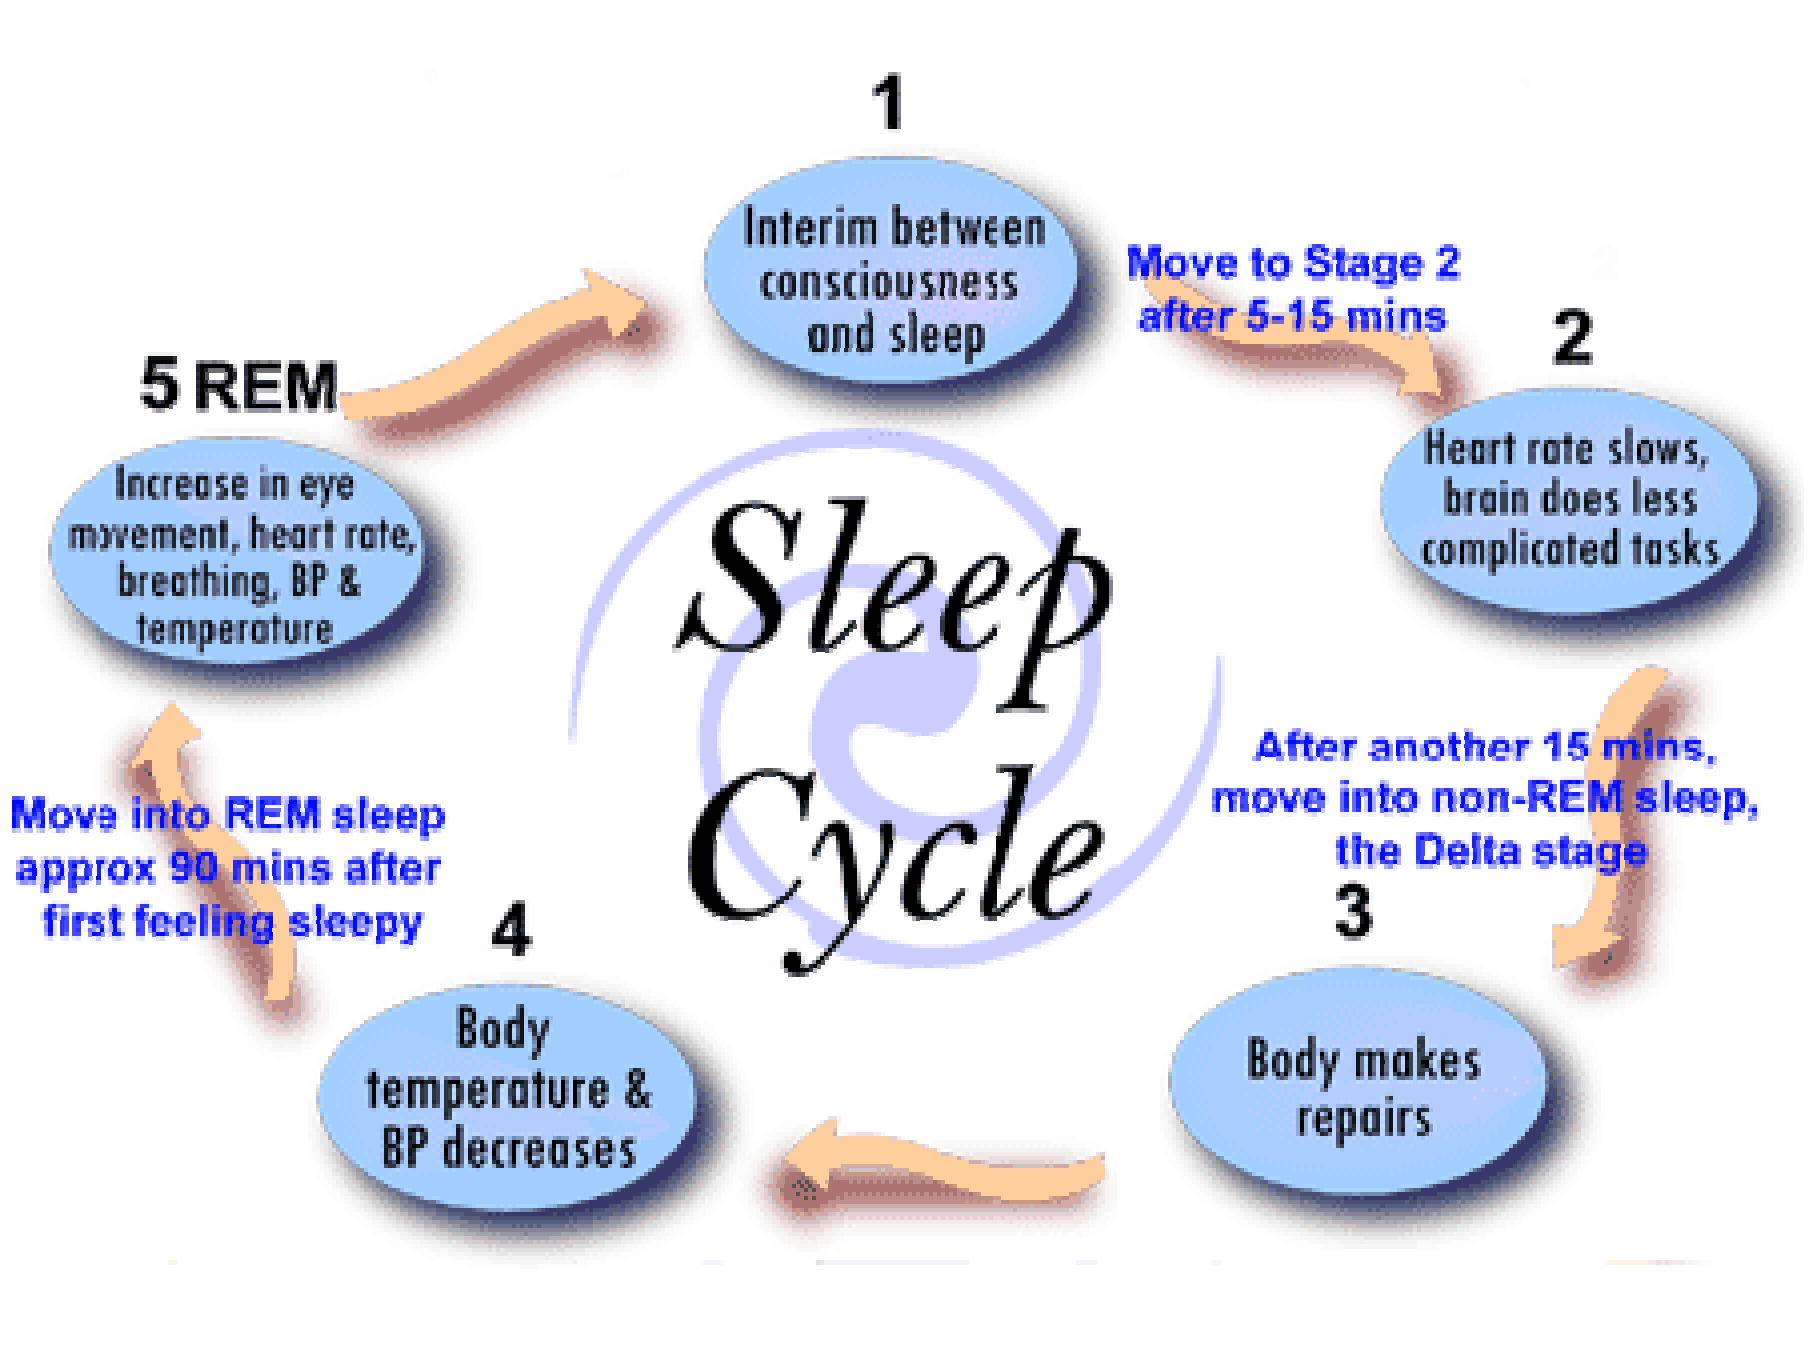 1
Interim between
consciousness
and sleep
Move to Stage 2
after 5-15 mins
2
Heart rate slows,
brain does less
complicated tasks
After another 15 mins,
move into non-REM sleep,
the Delta stage
3
Body makes
repairs
4
Body
temperature &
BP decreases
Move into REM sleep
approx 90 mins after
first feeling sleepy
5 REM
Increase in eye
movement, heart rate,
breathing, BP &
temperature
Sleep
Cycle